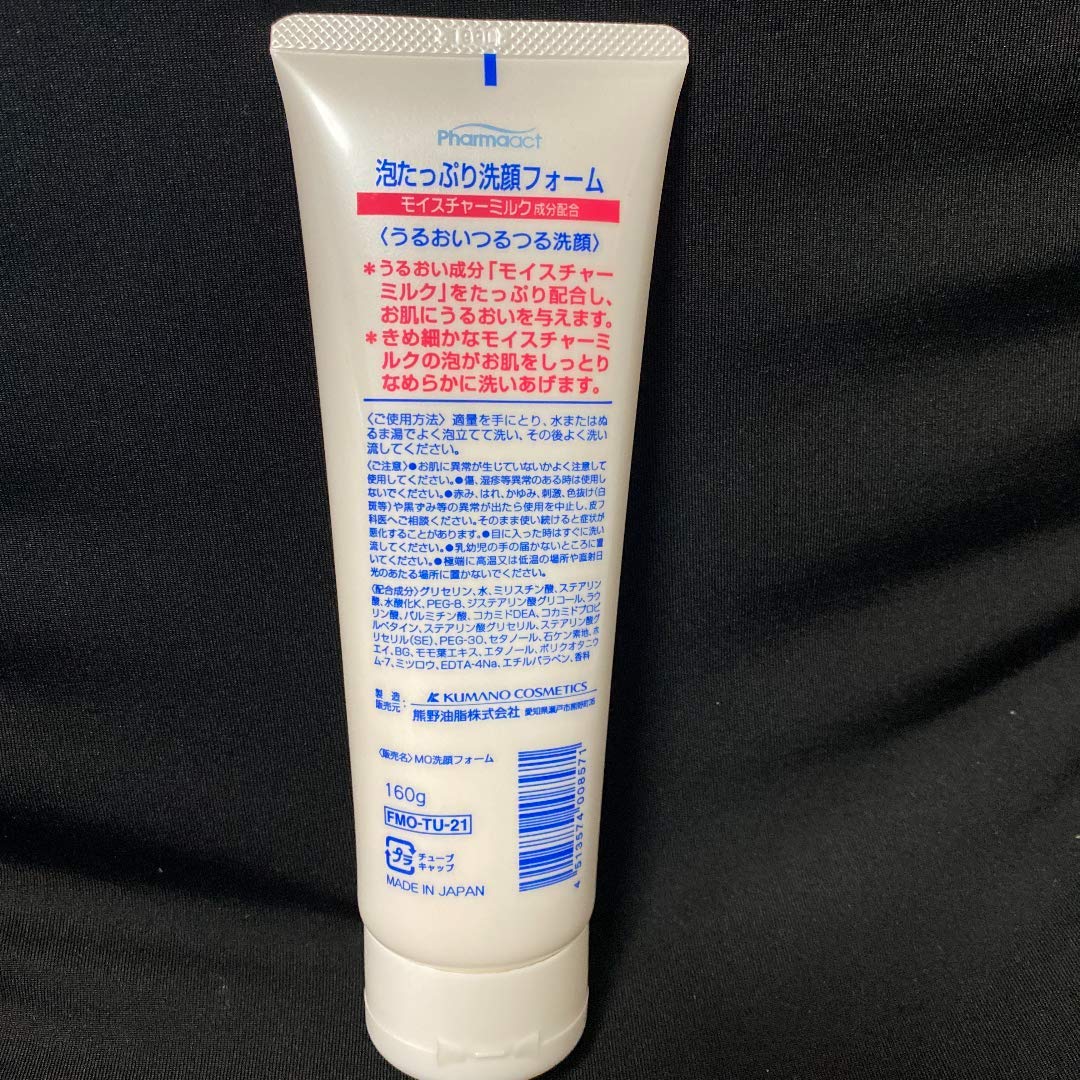 Pharmaact
泡たっぷり洗顔フォーム
モイスチャーミルク成分配合
〈うるおいつるつる洗顔〉
*うるおい成分「モイスチャー
ミルク」をたっぷり配合し、
お肌にうるおいを与えます。
*きめ細かなモイスチャーミ
ルクの泡がお肌をしっとり
なめらかに洗いあげます。
〈ご使用方法〉適量を手にとり、水またはぬ
るま湯でよく泡立てて洗い、その後よく洗い
流してください。
〈ご注意〉●お肌に異常が生じていないかよく注意して
使用してください。●傷、湿疹等異常のある時は使用し
ないでください。●赤み、はれ、かゆみ、刺激、色抜け(白
斑等)や黒ずみ等の異常が出たら使用を中止し、皮フ
科医へご相談ください。そのまま使い続けると症状が
悪化することがあります。●目に入った時はすぐに洗い
流してください。●乳幼児の手の届かないところに置
いてください。●極端に高温又は低温の場所や直射日
光のあたる場所に置かないでください。
〈配合成分〉グリセリン、水、ミリスチン酸、ステアリン
酸、水酸化K、PEG-8、ジステアリン酸グリコール、ラウ
リン酸、パルミチン酸、コカミドDEA、コカミドプロピ
ルベタイン、ステアリン酸グリセリル、ステアリン酸グ
リセリル(SE)、PEG-30、セタノール、石ケン素地、ホ
エイ、BG、モモ葉エキス、エタノール、ポリクオタニウ
ム-7、ミツロウ、EDTA-4Na、エチルパラベン、香料
製造
販売元:
KUMANO COSMETICS
熊野油脂株式会社 愛知県瀬戸市熊野町35
〈販売名〉MO洗顔フォーム
160g
FMO-TU-21
プラ
チューブ
キャップ
MADE IN JAPAN
4 513574 008571